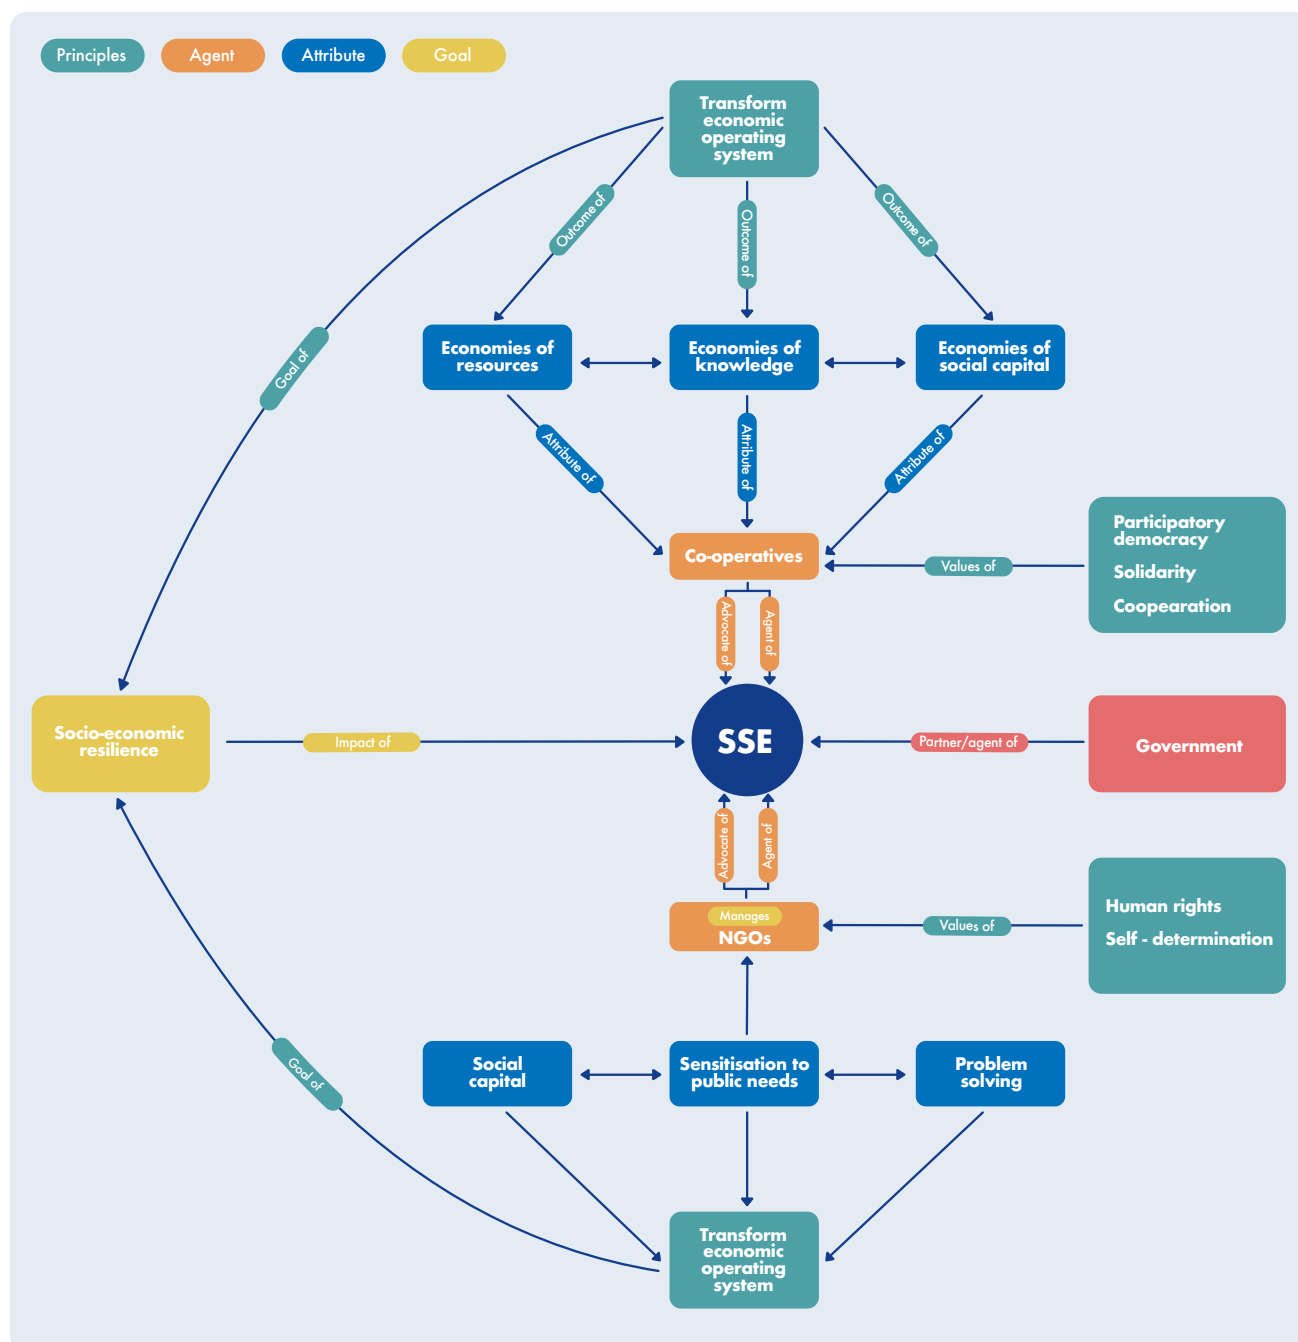 Principles
Agent
Attribute
Goal
Transform
economic
operating
system
Outcome of
Outcome of
Outcome of
Goal of
Economies of
resources
Economies of
knowledge
Economies of
social capital
Attribute of
Attribute of
Attribute of
Co-operatives
Values of
Participatory
democracy
Solidarity
Coopearation
Advocate of
Agent of
Socio-economic
resilience
Impact of
SSE
Partner/agent of
Government
Advocate of
Agent of
Manages
NGOs
Values of
Human rights
Self - determination
Social
capital
Sensitisation to
public needs
Problem
solving
Goal of
Transform
economic
operating
system